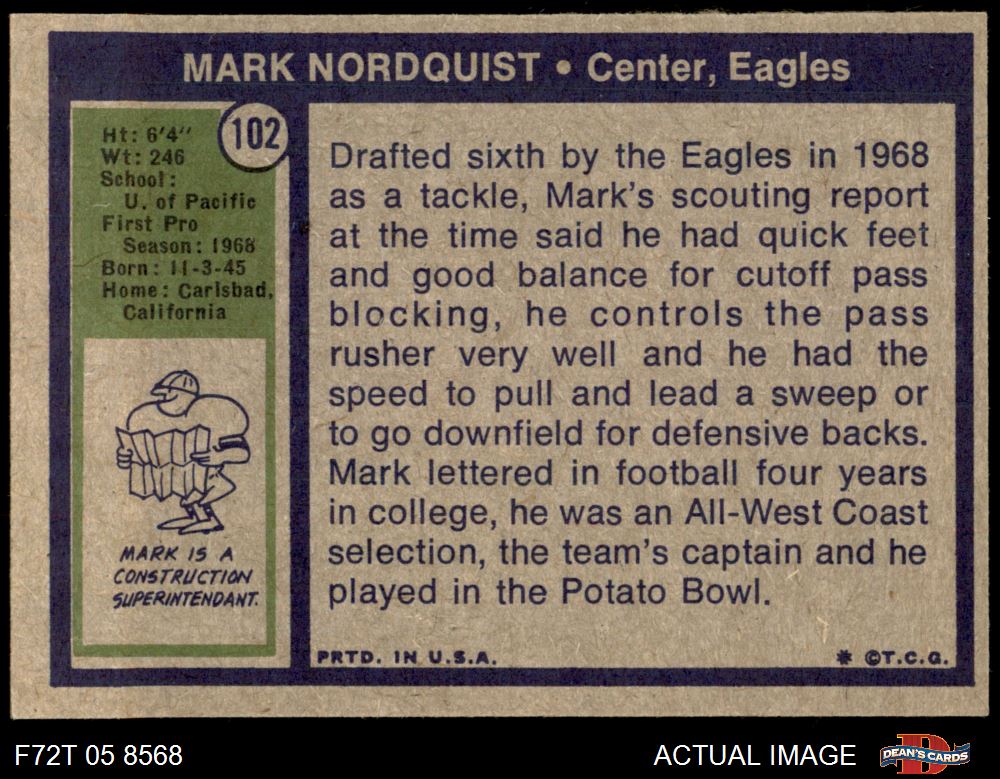 MARK NORDQUIST • Center, Eagles
102
Ht: 6'4"
Wt: 246
School:
U. of Pacific
First Pro
Season: 1968
Born: 11-3-45
Home: Carlsbad,
California
MARK IS A
CONSTRUCTION
SUPERINTENDANT.
Drafted sixth by the Eagles in 1968
as a tackle, Mark's scouting report
at the time said he had quick feet
and good balance for cutoff pass
blocking, he controls the pass
rusher very well and he had the
speed to pull and lead a sweep or
to go downfield for defensive backs.
Mark lettered in football four years
in college, he was an All-West Coast
selection, the team's captain and he
played in the Potato Bowl.
PRTD. IN U.S.A.
* ©T.C.G.
F72T 05 8568
ACTUAL IMAGE
DEAN'S CARDS